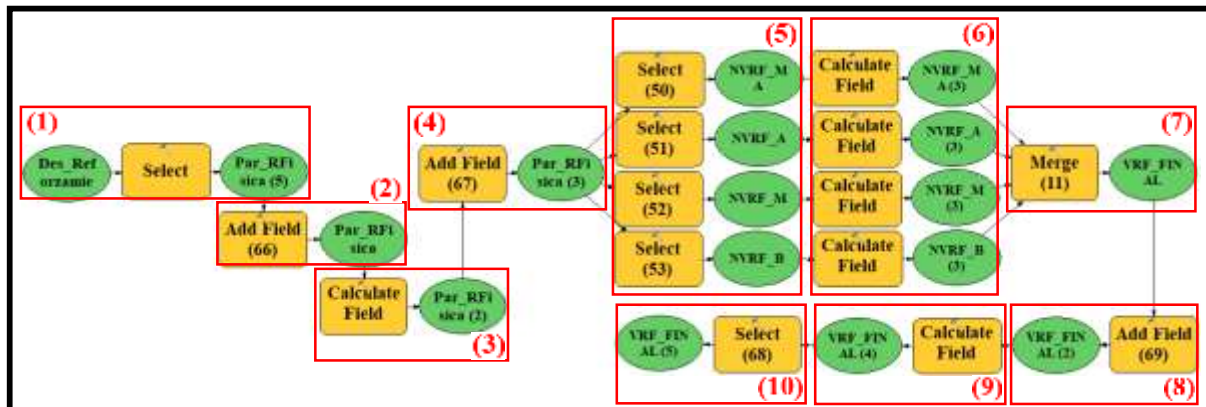 (1)
Des_Ref
orzamie
Select
Par_RFi
sica (5)
(2)
Add Field
(66)
Par_RFi
sico
Calculate
Field
Par_RFi
sica (2)
(3)
(4)
Add Field
(67)
Par_RFi
sica (3)
(5)
Select
(50)
NVRF_M
A
Select
(51)
NVRF_A
Select
(52)
NVRF_M
Select
(53)
NVRF_B
(6)
Calculate
Field
NVRF_M
A (3)
Calculate
Field
NVRF_A
(3)
Calculate
Field
NVRF_M
(3)
Calculate
Field
NVRF_B
(3)
(7)
Merge
(11)
VRF_FIN
AL
Add Field
(69)
VRF_FIN
AL (2)
(8)
Calculate
Field
VRF_FIN
AL (4)
(9)
Select
(68)
VRF_FIN
AL (5)
(10)